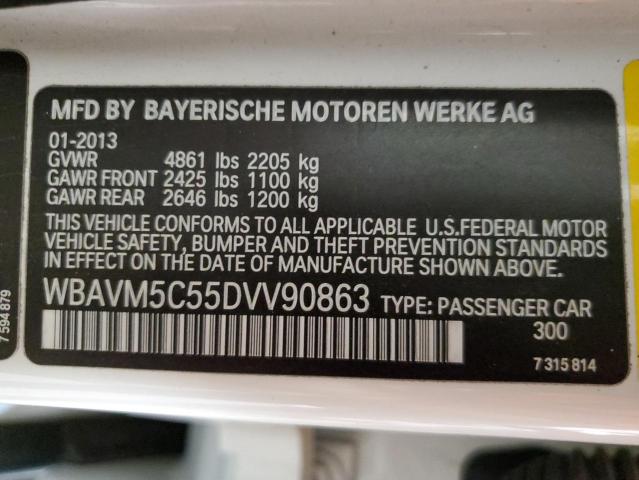 MFD BY BAYERISCHE MOTOREN WERKE AG
01-2013
GVWR 4861 lbs 2205 kg
GAWR FRONT 2425 lbs 1100 kg
GAWR REAR 2646 lbs 1200 kg
THIS VEHICLE CONFORMS TO ALL APPLICABLE U.S.FEDERAL MOTOR
VEHICLE SAFETY, BUMPER AND THEFT PREVENTION STANDARDS
IN EFFECT ON THE DATE OF MANUFACTURE SHOWN ABOVE.
WBAVM5C55DVV90863 TYPE: PASSENGER CAR
300
7 315 814
7 594 879